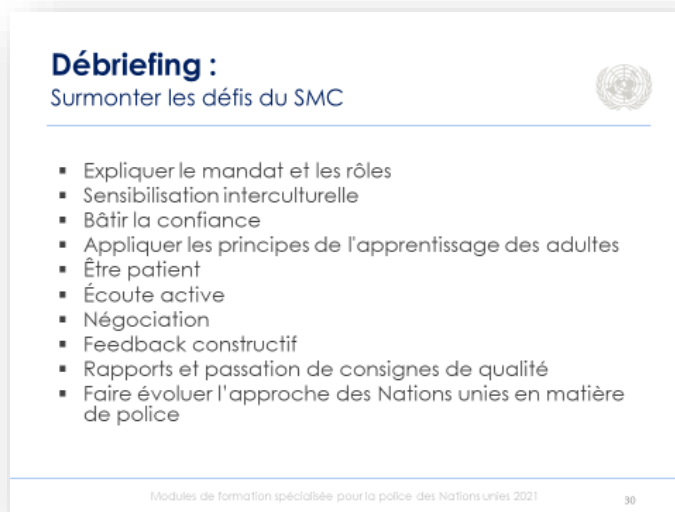 Débriefing :
Surmonter les défis du SMC
▪ Expliquer le mandat et les rôles
▪ Sensibilisation interculturelle
▪ Bâtir la confiance
▪ Appliquer les principes de l'apprentissage des adultes
▪ Être patient
▪ Écoute active
▪ Négociation
▪ Feedback constructif
▪ Rapports et passation de consignes de qualité
▪ Faire évoluer l'approche des Nations unies en matière
de police
Modules de formation spécialisée pour la police des Nations unies 2021
30